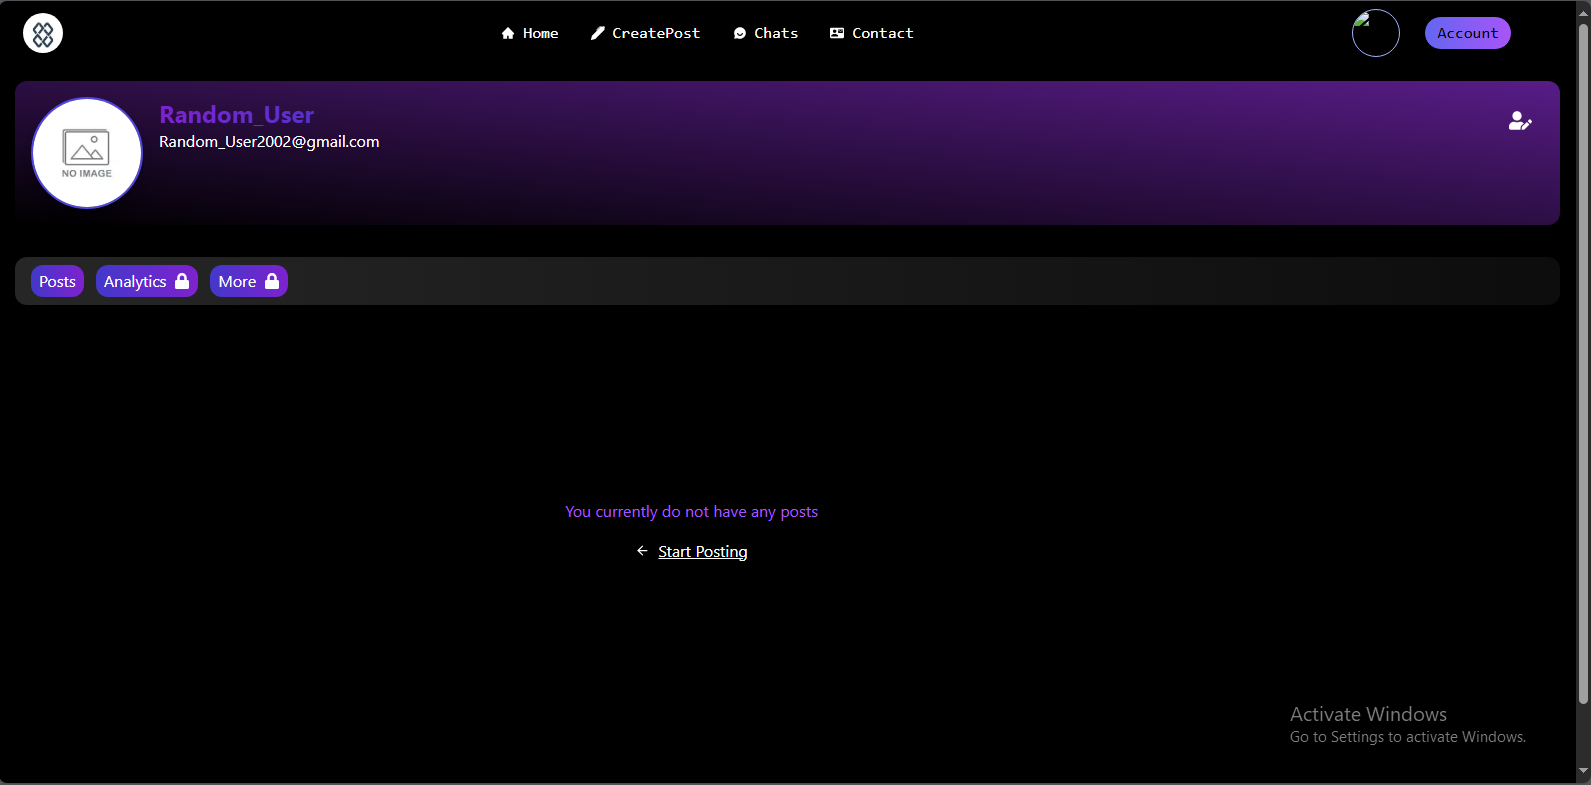 Home CreatePost Chats Contact Account
Random_User
Random_User2002@gmail.com
NO IMAGE
Posts Analytics More
You currently do not have any posts
Start Posting
Activate Windows
Go to Settings to activate Windows.